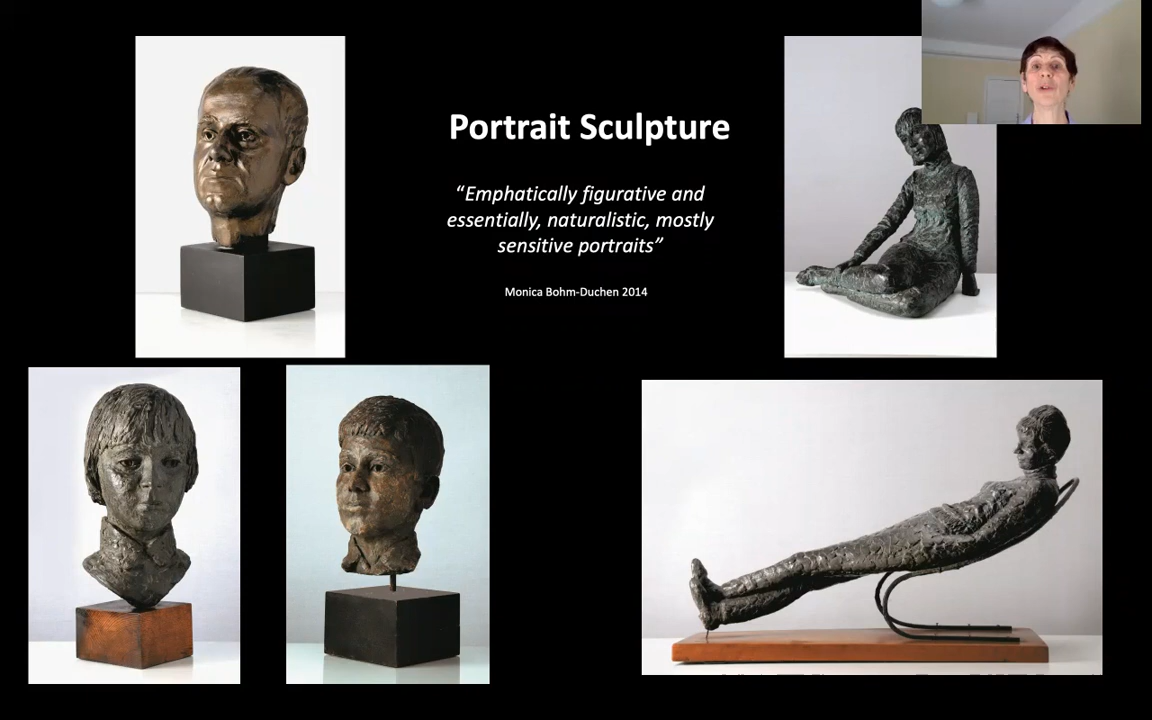 Portrait Sculpture
“Emphatically figurative and
essentially, naturalistic, mostly
sensitive portraits”
Monica Bohm-Duchen 2014